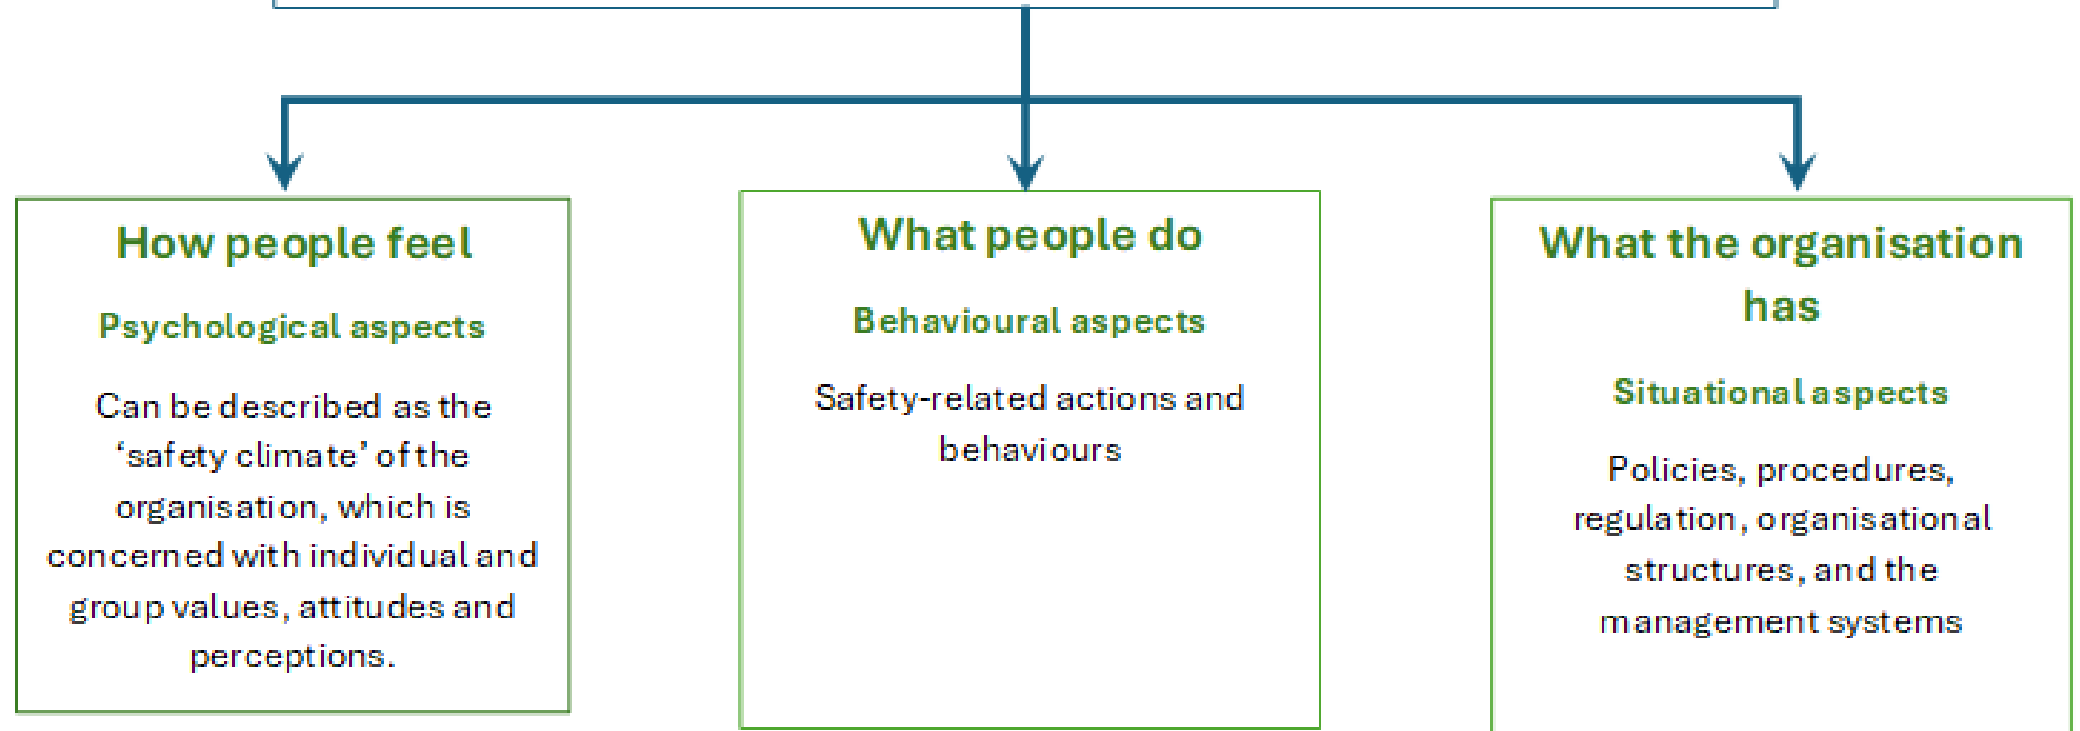 How people feel
Psychological aspects
Can be described as the
‘safety climate’ of the
organisation, which is
concerned with individual and
group values, attitudes and
perceptions.
What people do
Behavioural aspects
Safety-related actions and
behaviours
What the organisation
has
Situational aspects
Policies, procedures,
regulation, organisational
structures, and the
management systems